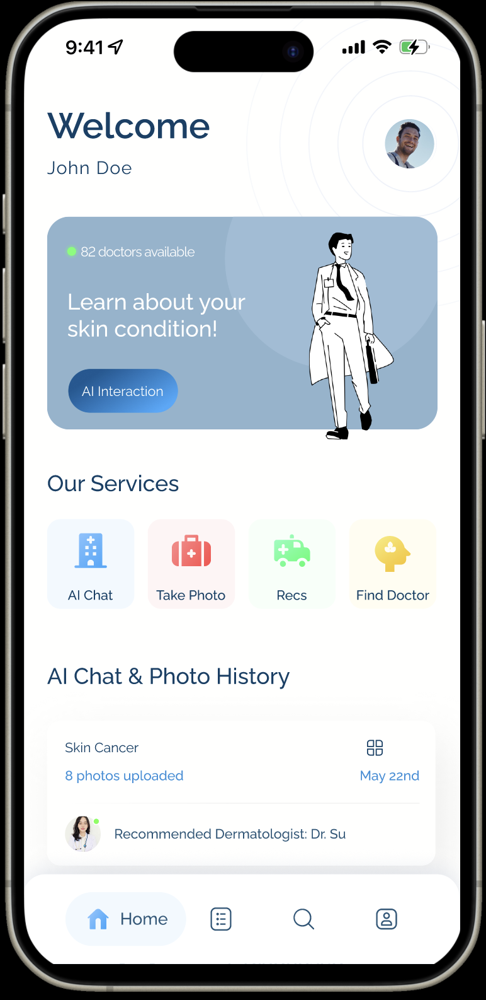 9:41
Welcome
John Doe
82 doctors available
Learn about your
skin condition!
AI Interaction
Our Services
AI Chat
Take Photo
Recs
Find Doctor
AI Chat & Photo History
Skin Cancer
8 photos uploaded
May 22nd
Recommended Dermatologist: Dr. Su
Home